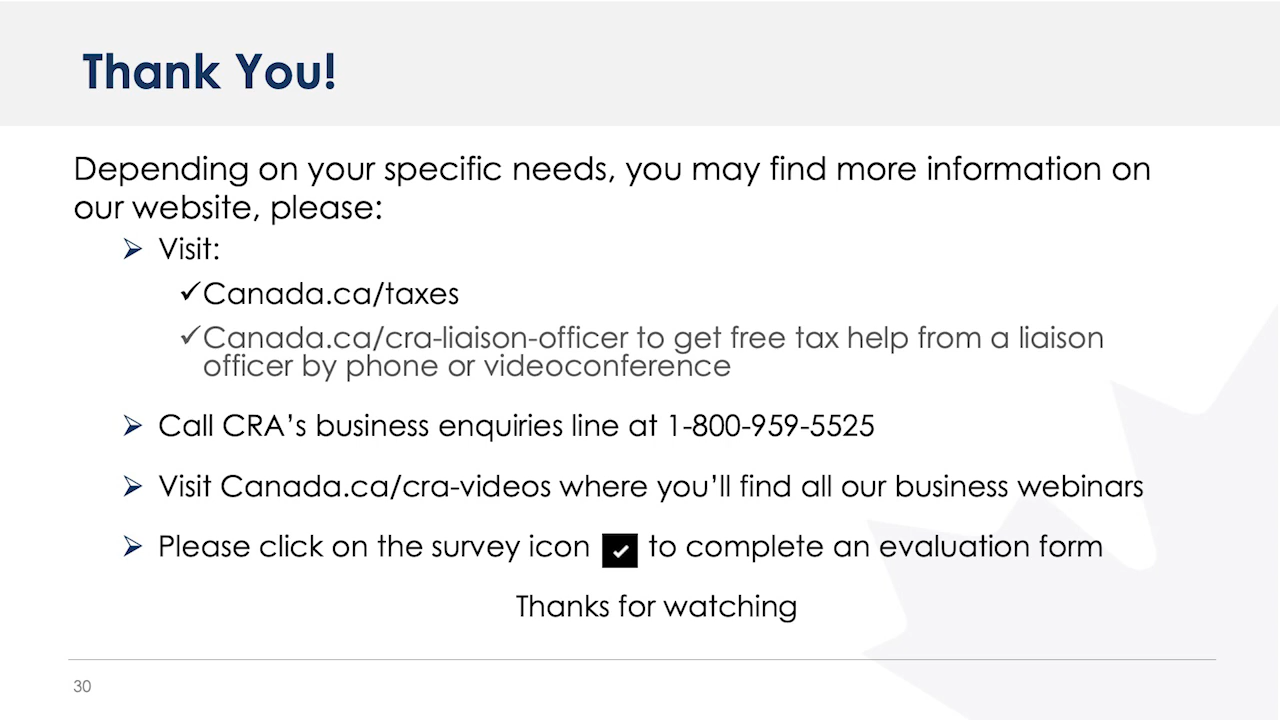 Thank You!
Depending on your specific needs, you may find more information on
our website, please:
Visit:
Canada.ca/taxes
Canada.ca/cra-liaison-officer to get free tax help from a liaison
officer by phone or videoconference
Call CRA’s business enquiries line at 1-800-959-5525
Visit Canada.ca/cra-videos where you’ll find all our business webinars
Please click on the survey icon to complete an evaluation form
Thanks for watching
30